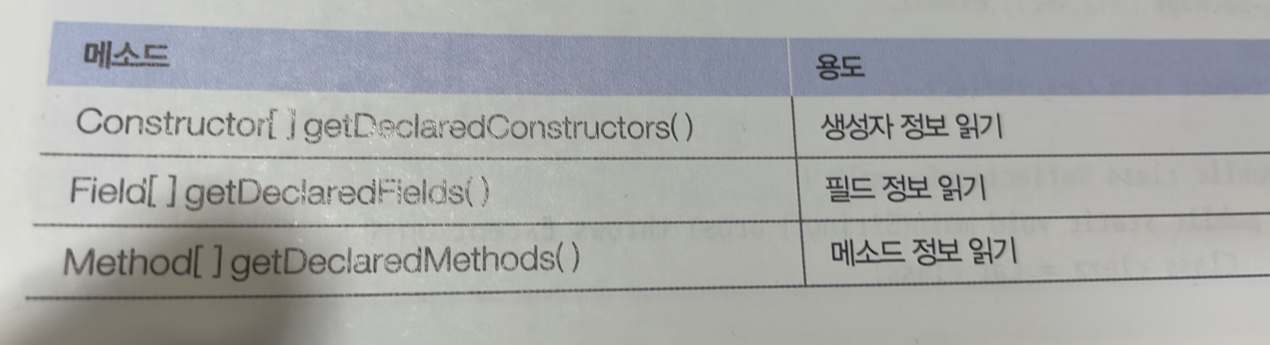 메소드 용도
Constructor[ ] getDeclaredConstructors( ) 생성자 정보 읽기
Field[ ] getDeclaredFields( ) 필드 정보 읽기
Method[ ] getDeclaredMethods( ) 메소드 정보 읽기